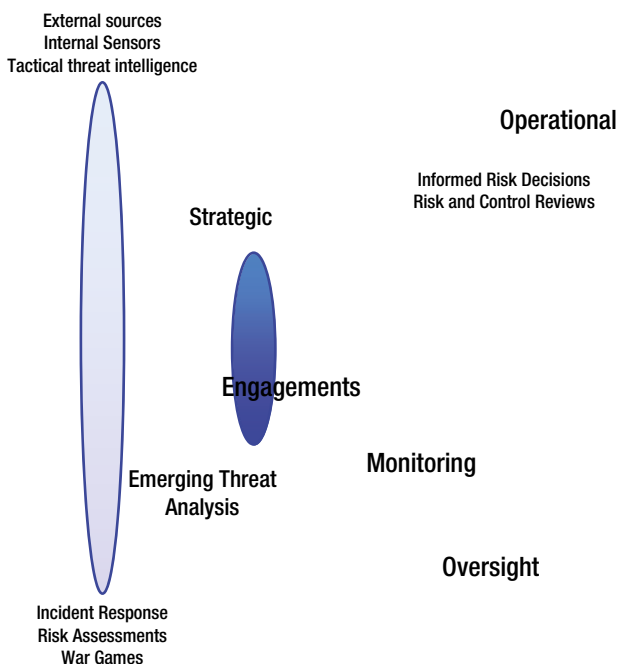 External sources
Internal Sensors
Tactical threat intelligence
Operational
Informed Risk Decisions
Risk and Control Reviews
Strategic
Engagements
Monitoring
Emerging Threat
Analysis
Oversight
Incident Response
Risk Assessments
War Games